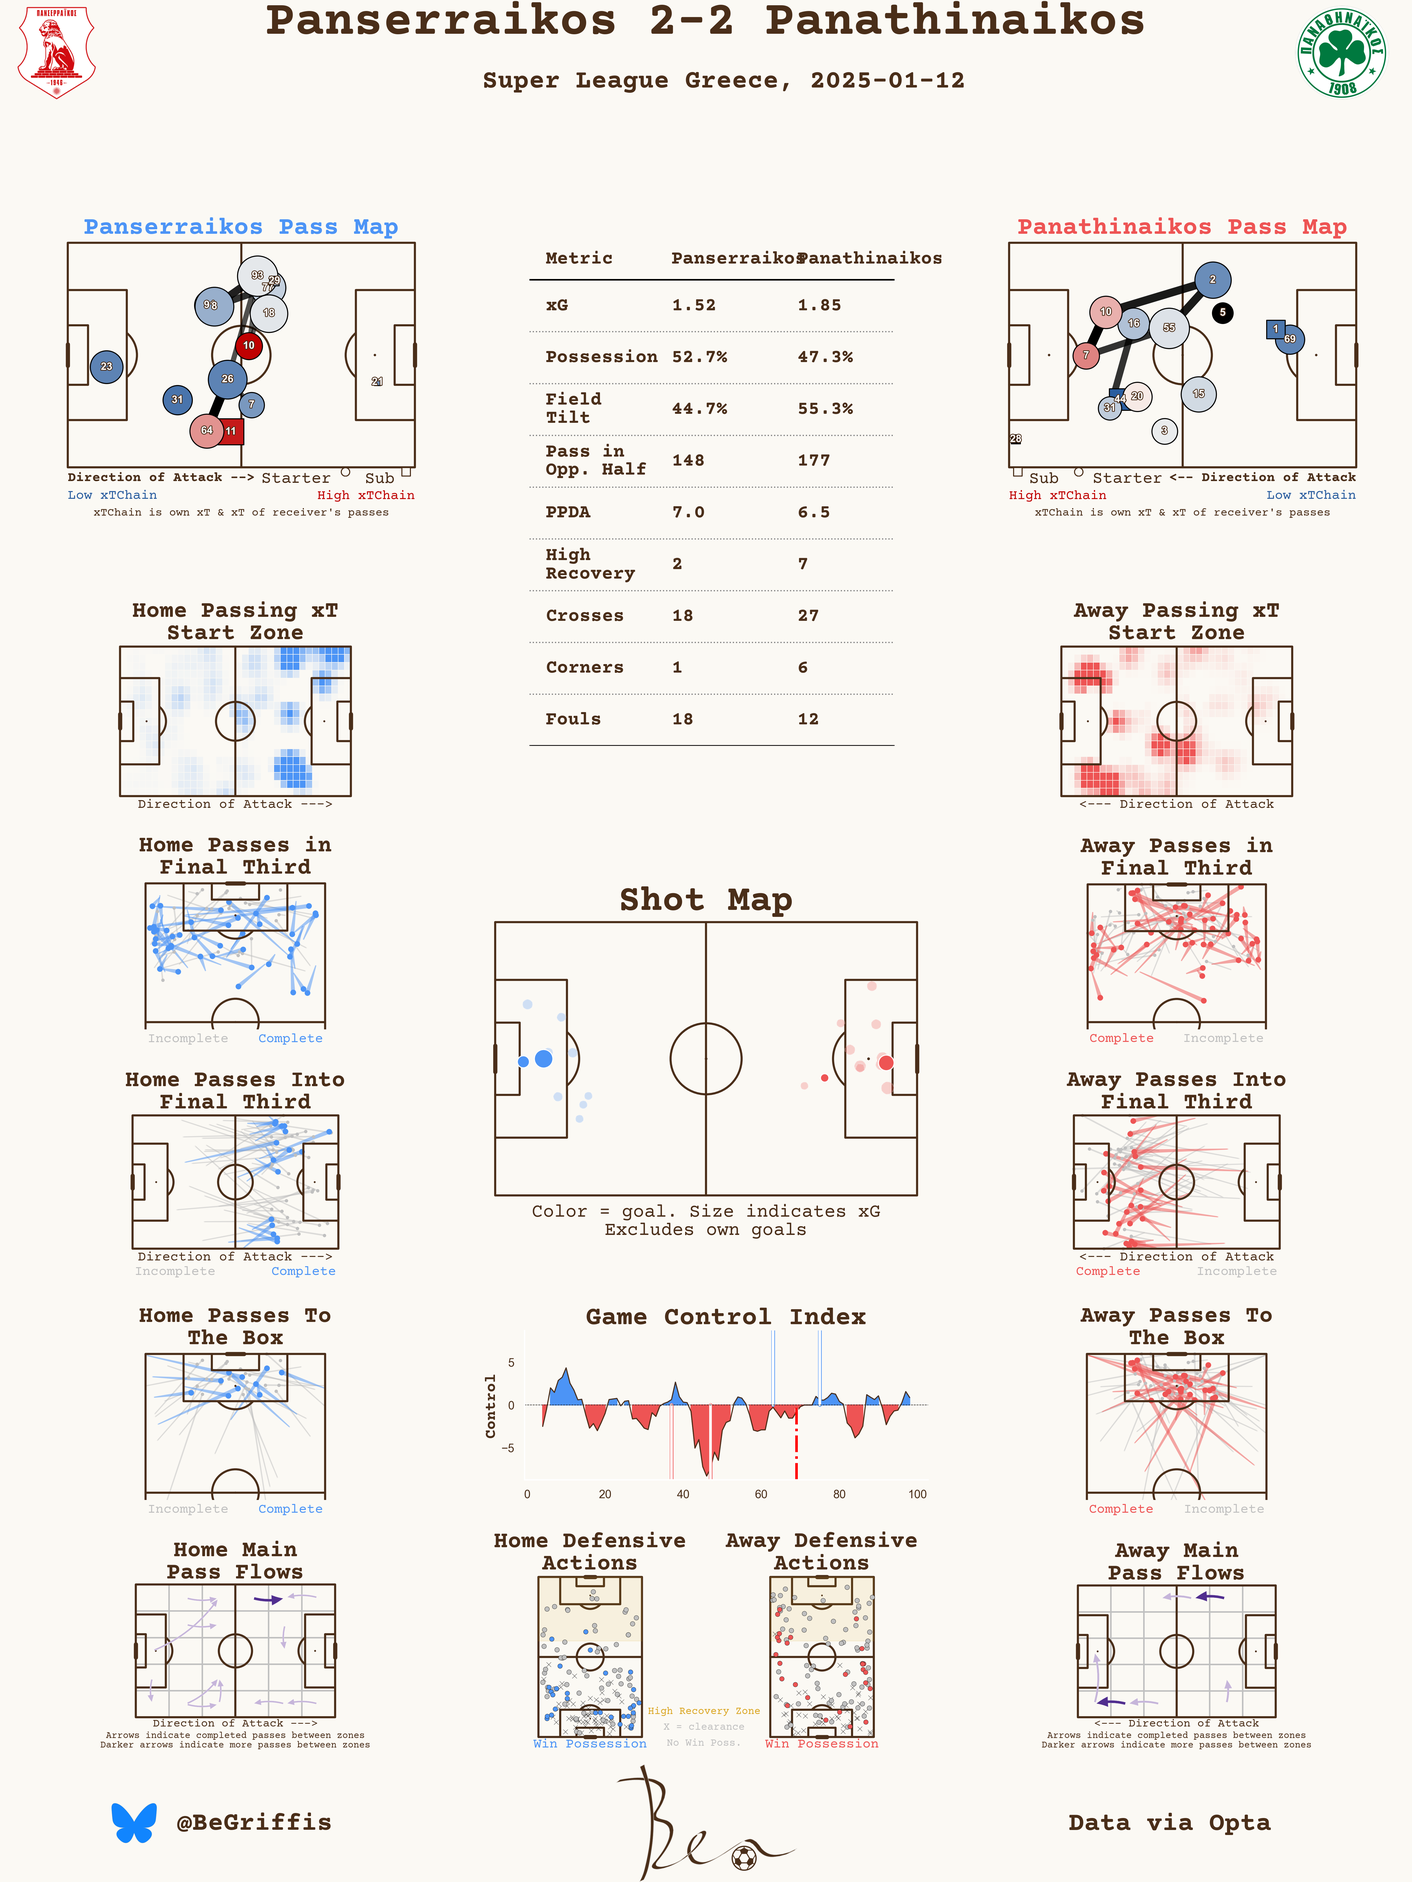 Panserraikos 2-2 Panathinaikos
Super League Greece, 2025-01-12
ΠΑΝΣΕΡΡΑΪΚΟΣ
1946
ΠΑΝΑΘΗΝΑΪΚΟΣ
1908
Panserraikos Pass Map
93
29
77
98
18
10
23
26
21
31
7
64
11
Direction of Attack --> Starter Sub
Low xTChain High xTChain
xTChain is own xT & xT of receiver's passes
Metric Panserraikos Panathinaikos
xG 1.52 1.85
Possession 52.7% 47.3%
Field
Tilt 44.7% 55.3%
Pass in
Opp. Half 148 177
PPDA 7.0 6.5
High
Recovery 2 7
Crosses 18 27
Corners 1 6
Fouls 18 12
Panathinaikos Pass Map
2
10
5
16
55
1
69
7
44
20
31
15
3
28
Sub Starter <-- Direction of Attack
High xTChain Low xTChain
xTChain is own xT & xT of receiver's passes
Home Passing xT
Start Zone
Direction of Attack --->
Away Passing xT
Start Zone
<--- Direction of Attack
Home Passes in
Final Third
Incomplete Complete
Shot Map
Color = goal. Size indicates xG
Excludes own goals
Away Passes in
Final Third
Complete Incomplete
Home Passes Into
Final Third
Direction of Attack --->
Incomplete Complete
Away Passes Into
Final Third
<--- Direction of Attack
Complete Incomplete
Home Passes To
The Box
Incomplete Complete
Game Control Index
Control
5
0
−5
0 20 40 60 80 100
Away Passes To
The Box
Complete Incomplete
Home Main
Pass Flows
Direction of Attack --->
Arrows indicate completed passes between zones
Darker arrows indicate more passes between zones
Home Defensive
Actions
Win Possession
Away Defensive
Actions
Win Possession
High Recovery Zone
X = clearance
No Win Poss.
Away Main
Pass Flows
<--- Direction of Attack
Arrows indicate completed passes between zones
Darker arrows indicate more passes between zones
@BeGriffis
Ben
Data via Opta